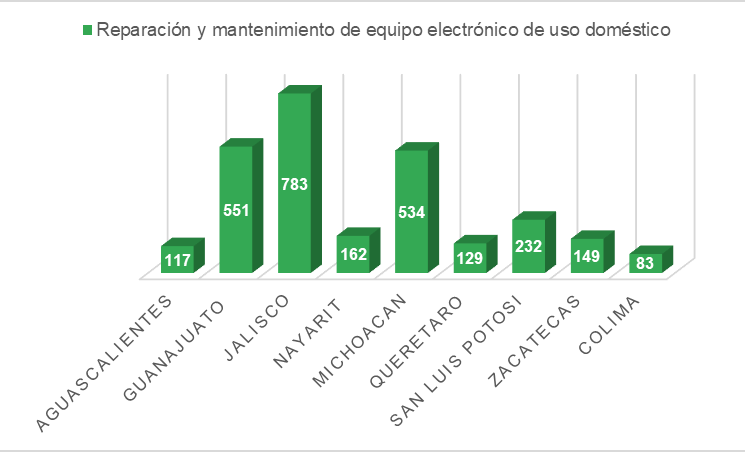 Reparación y mantenimiento de equipo electrónico de uso doméstico
117
551
783
162
534
129
232
149
83
AGUASCALIENTES
GUANAJUATO
JALISCO
NAYARIT
MICHOACAN
QUERETARO
SAN LUIS POTOSI
ZACATECAS
COLIMA